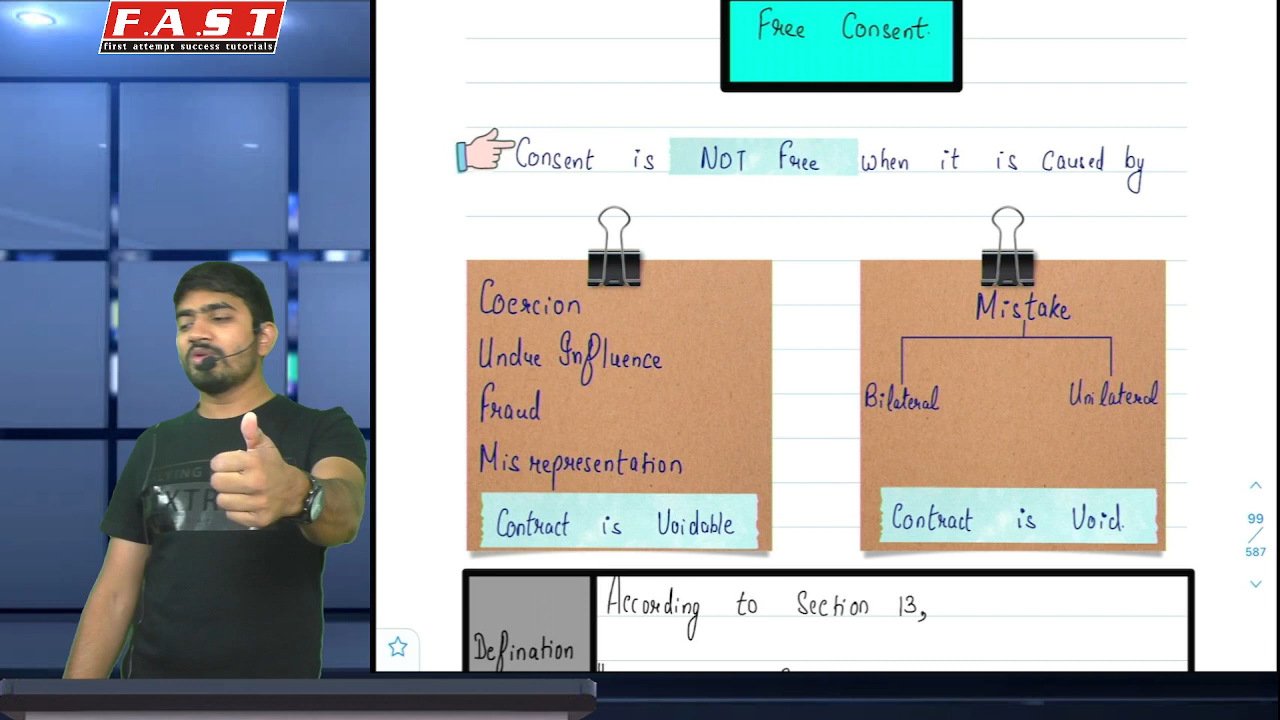 F.A.S.T
first attempt success tutorials
Free Consent.
Consent is NOT free when it is caused by
Coercion
Undue Influence
fraud
Misrepresentation
Contract is Voidable
Mistake
Bilateral
Unilateral
Contract is Void.
According to Section 13,
Defination
99
587